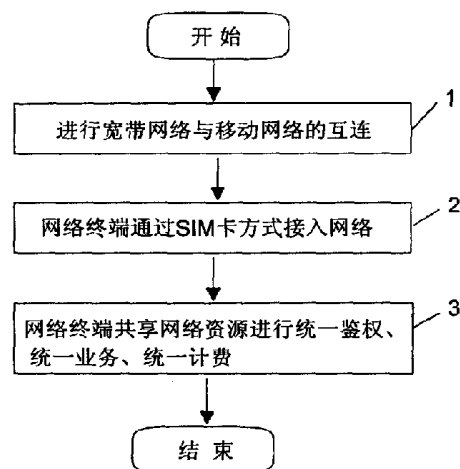 开始
1
进行宽带网络与移动网络的互连
2
网络终端通过SIM卡方式接入网络
3
网络终端共享网络资源进行统一鉴权、
统一业务、统一计费
结束